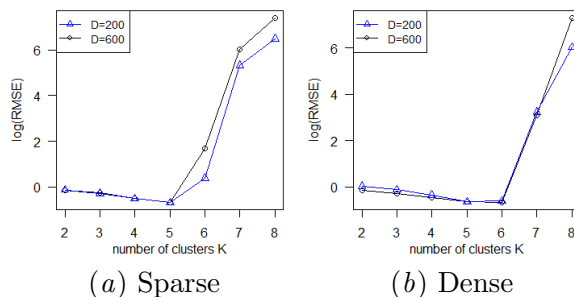 D=200
D=600
log(RMSE)
6
4
2
0
2 3 4 5 6 7 8
number of clusters K
(a) Sparse
D=200
D=600
log(RMSE)
6
4
2
0
2 3 4 5 6 7 8
number of clusters K
(b) Dense